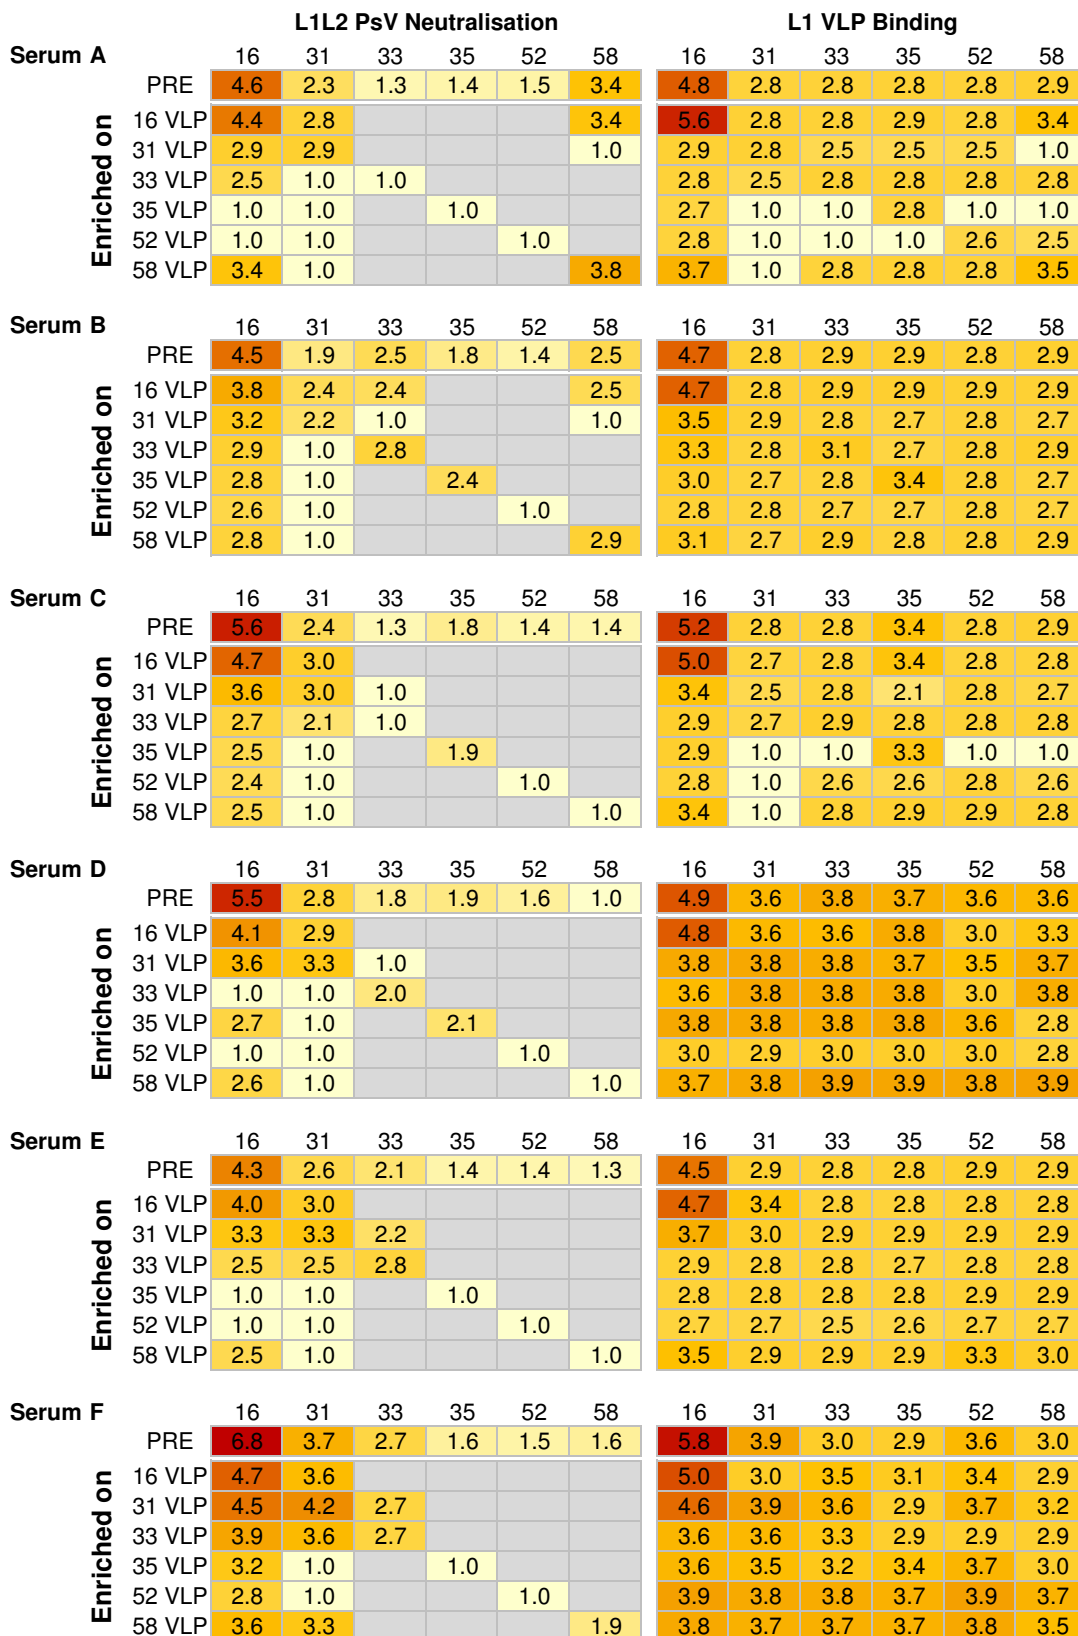 L1L2 PsV Neutralisation L1 VLP Binding
Serum A 16 31 33 35 52 58 16 31 33 35 52 58
PRE 4.6 2.3 1.3 1.4 1.5 3.4 4.8 2.8 2.8 2.8 2.8 2.9
Enriched on
16 VLP 4.4 2.8 3.4 5.6 2.8 2.8 2.9 2.8 3.4
31 VLP 2.9 2.9 1.0 2.9 2.8 2.5 2.5 2.5 1.0
33 VLP 2.5 1.0 1.0 2.8 2.5 2.8 2.8 2.8 2.8
35 VLP 1.0 1.0 1.0 2.7 1.0 1.0 2.8 1.0 1.0
52 VLP 1.0 1.0 1.0 2.8 1.0 1.0 1.0 2.6 2.5
58 VLP 3.4 1.0 3.8 3.7 1.0 2.8 2.8 2.8 3.5
Serum B 16 31 33 35 52 58 16 31 33 35 52 58
PRE 4.5 1.9 2.5 1.8 1.4 2.5 4.7 2.8 2.9 2.9 2.8 2.9
Enriched on
16 VLP 3.8 2.4 2.4 2.5 4.7 2.8 2.9 2.9 2.9 2.9
31 VLP 3.2 2.2 1.0 1.0 3.5 2.9 2.8 2.7 2.8 2.7
33 VLP 2.9 1.0 2.8 3.3 2.8 3.1 2.7 2.8 2.9
35 VLP 2.8 1.0 2.4 3.0 2.7 2.8 3.4 2.8 2.7
52 VLP 2.6 1.0 1.0 2.8 2.8 2.7 2.7 2.8 2.7
58 VLP 2.8 1.0 2.9 3.1 2.7 2.9 2.8 2.8 2.9
Serum C 16 31 33 35 52 58 16 31 33 35 52 58
PRE 5.6 2.4 1.3 1.8 1.4 1.4 5.2 2.8 2.8 3.4 2.8 2.9
Enriched on
16 VLP 4.7 3.0 5.0 2.7 2.8 3.4 2.8 2.8
31 VLP 3.6 3.0 1.0 3.4 2.5 2.8 2.1 2.8 2.7
33 VLP 2.7 2.1 1.0 2.9 2.7 2.9 2.8 2.8 2.8
35 VLP 2.5 1.0 1.9 2.9 1.0 1.0 3.3 1.0 1.0
52 VLP 2.4 1.0 1.0 2.8 1.0 2.6 2.6 2.8 2.6
58 VLP 2.5 1.0 1.0 3.4 1.0 2.8 2.9 2.9 2.8
Serum D 16 31 33 35 52 58 16 31 33 35 52 58
PRE 5.5 2.8 1.8 1.9 1.6 1.0 4.9 3.6 3.8 3.7 3.6 3.6
Enriched on
16 VLP 4.1 2.9 4.8 3.6 3.6 3.8 3.0 3.3
31 VLP 3.6 3.3 1.0 3.8 3.8 3.8 3.7 3.5 3.7
33 VLP 1.0 1.0 2.0 3.6 3.8 3.8 3.8 3.0 3.8
35 VLP 2.7 1.0 2.1 3.8 3.8 3.8 3.8 3.6 2.8
52 VLP 1.0 1.0 1.0 3.0 2.9 3.0 3.0 3.0 2.8
58 VLP 2.6 1.0 1.0 3.7 3.8 3.9 3.9 3.8 3.9
Serum E 16 31 33 35 52 58 16 31 33 35 52 58
PRE 4.3 2.6 2.1 1.4 1.4 1.3 4.5 2.9 2.8 2.8 2.9 2.9
Enriched on
16 VLP 4.0 3.0 4.7 3.4 2.8 2.8 2.8 2.8
31 VLP 3.3 3.3 2.2 3.7 3.0 2.9 2.9 2.9 2.9
33 VLP 2.5 2.5 2.8 2.9 2.8 2.8 2.7 2.8 2.8
35 VLP 1.0 1.0 1.0 2.8 2.8 2.8 2.8 2.9 2.9
52 VLP 1.0 1.0 1.0 2.7 2.7 2.5 2.6 2.7 2.7
58 VLP 2.5 1.0 1.0 3.5 2.9 2.9 2.9 3.3 3.0
Serum F 16 31 33 35 52 58 16 31 33 35 52 58
PRE 6.8 3.7 2.7 1.6 1.5 1.6 5.8 3.9 3.0 2.9 3.6 3.0
Enriched on
16 VLP 4.7 3.6 5.0 3.0 3.5 3.1 3.4 2.9
31 VLP 4.5 4.2 2.7 4.6 3.9 3.6 2.9 3.7 3.2
33 VLP 3.9 3.6 2.7 3.6 3.6 3.3 2.9 2.9 2.9
35 VLP 3.2 1.0 1.0 3.6 3.5 3.2 3.4 3.7 3.0
52 VLP 2.8 1.0 1.0 3.9 3.8 3.8 3.7 3.9 3.7
58 VLP 3.6 3.3 1.9 3.8 3.7 3.7 3.7 3.8 3.5